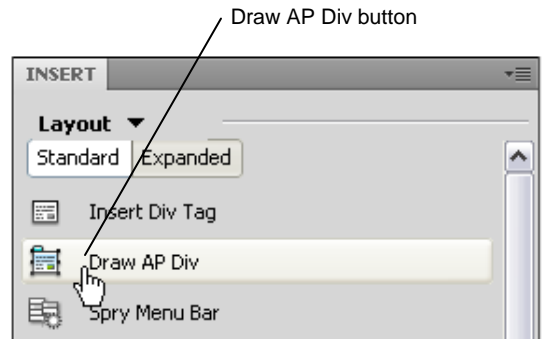 Draw AP Div button
INSERT
Layout
Standard Expanded
Insert Div Tag
Draw AP Div
Spry Menu Bar